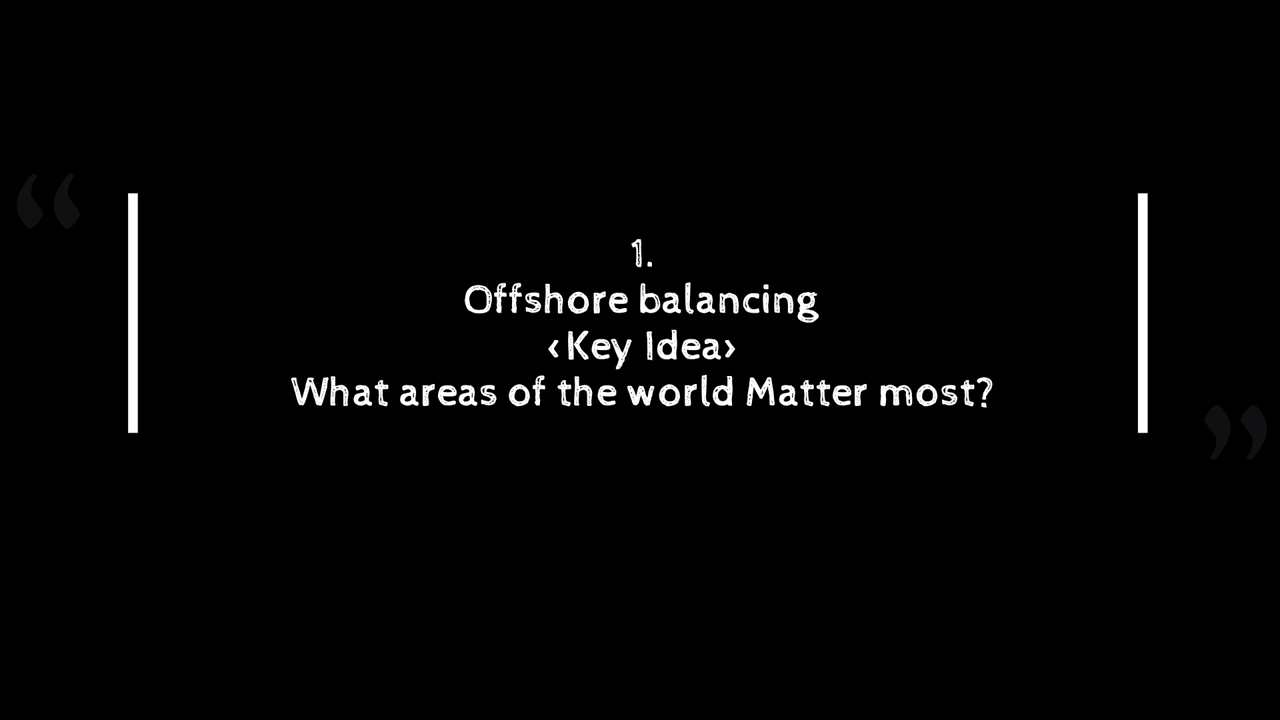 1.
Offshore balancing
‹Key Idea›
What areas of the world Matter most?